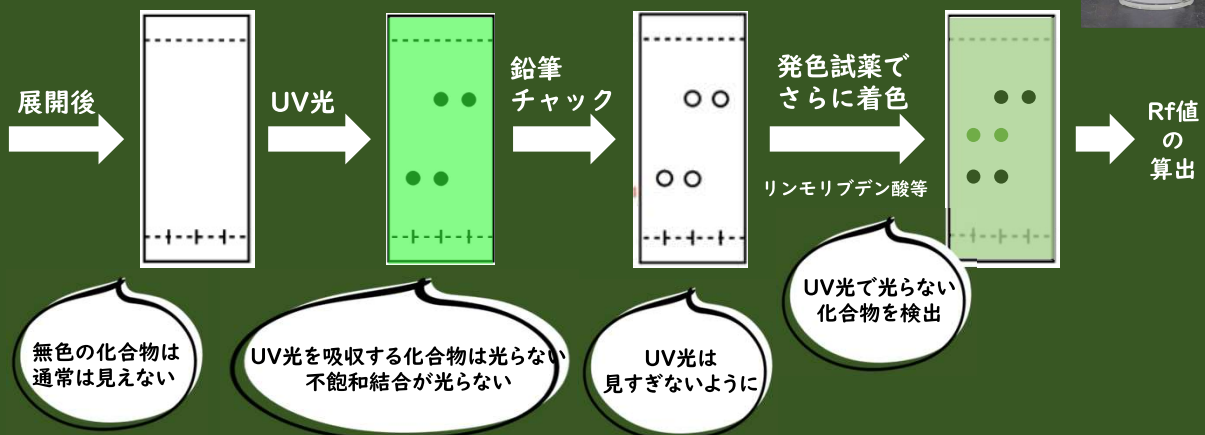 展開後
UV光
鉛筆
チャック
発色試薬で
さらに着色
リンモリブデン酸等
Rf値
の
算出
無色の化合物は
通常は見えない
UV光を吸収する化合物は光らない
不飽和結合が光らない
UV光は
見すぎないように
UV光で光らない
化合物を検出